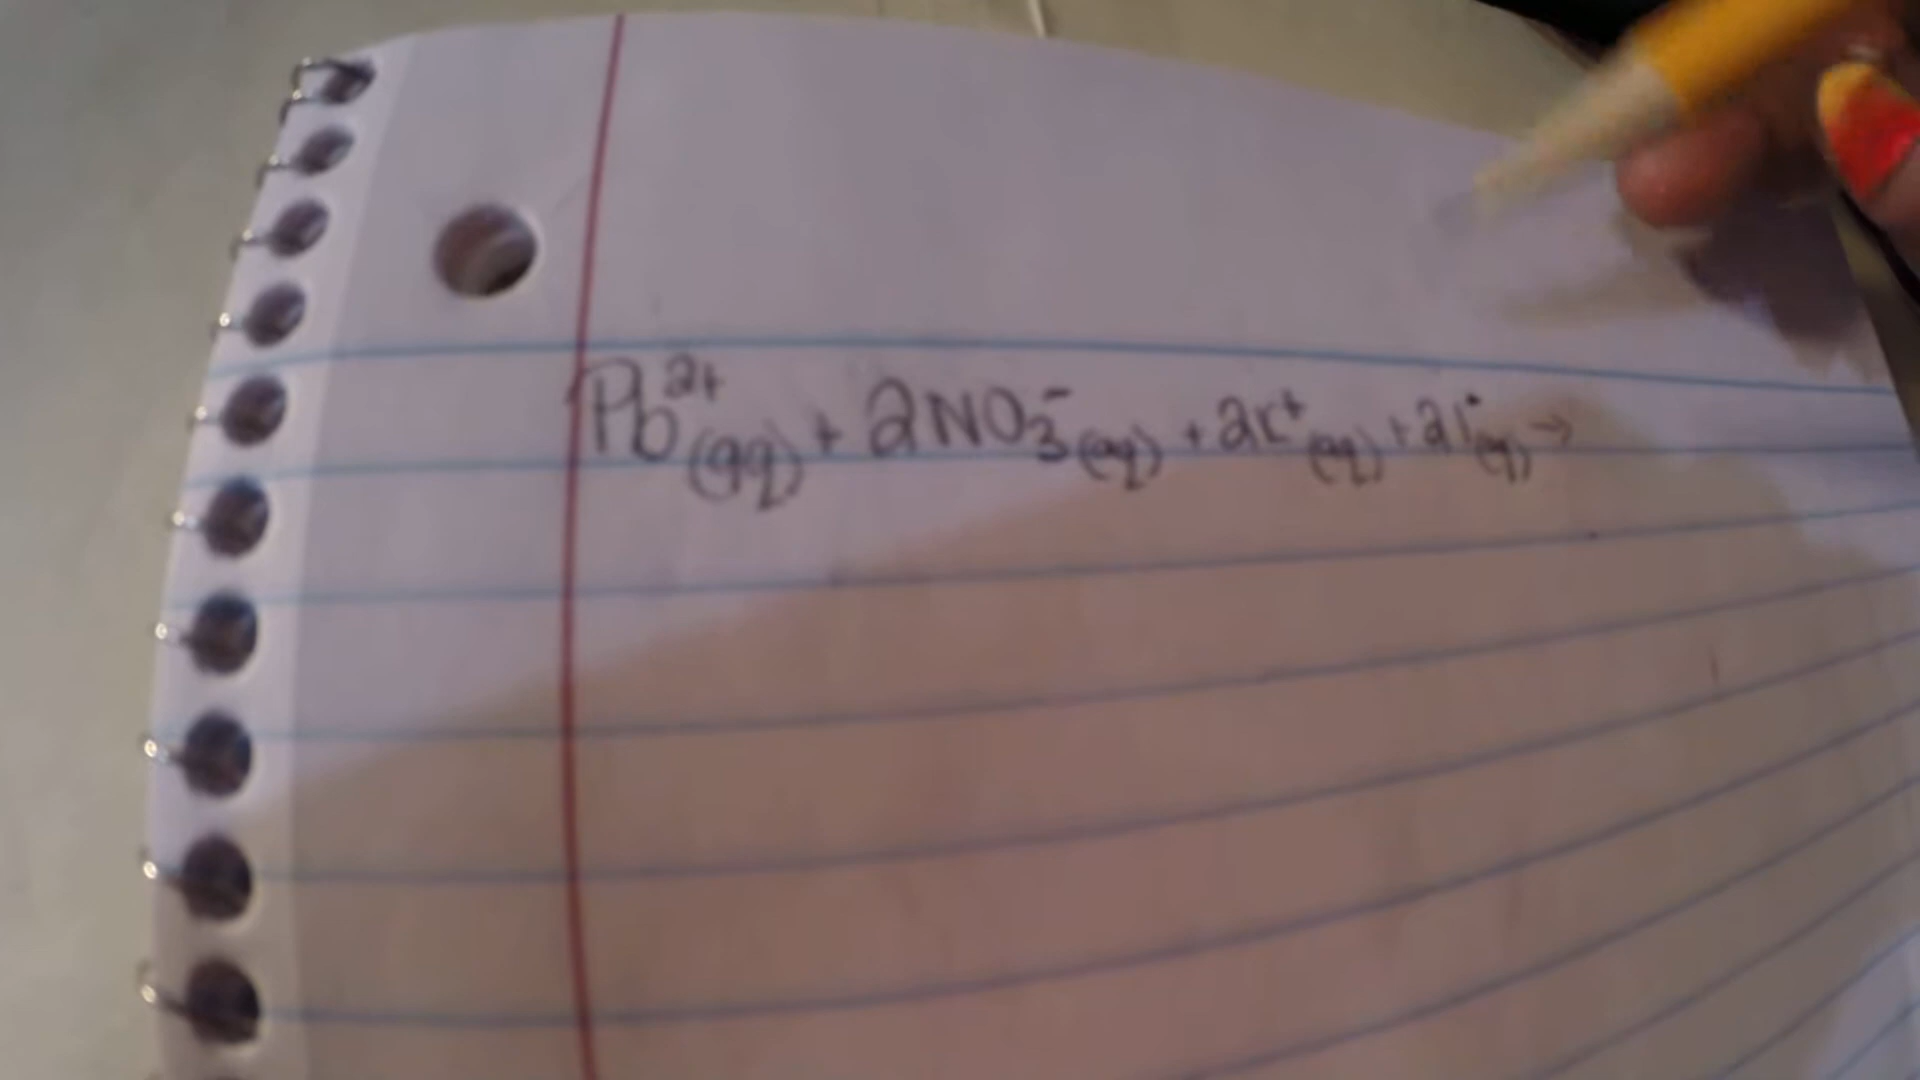 Pb²⁺(aq) + 2NO₃⁻(aq) + 2K⁺(aq) + 2I⁻(aq) →